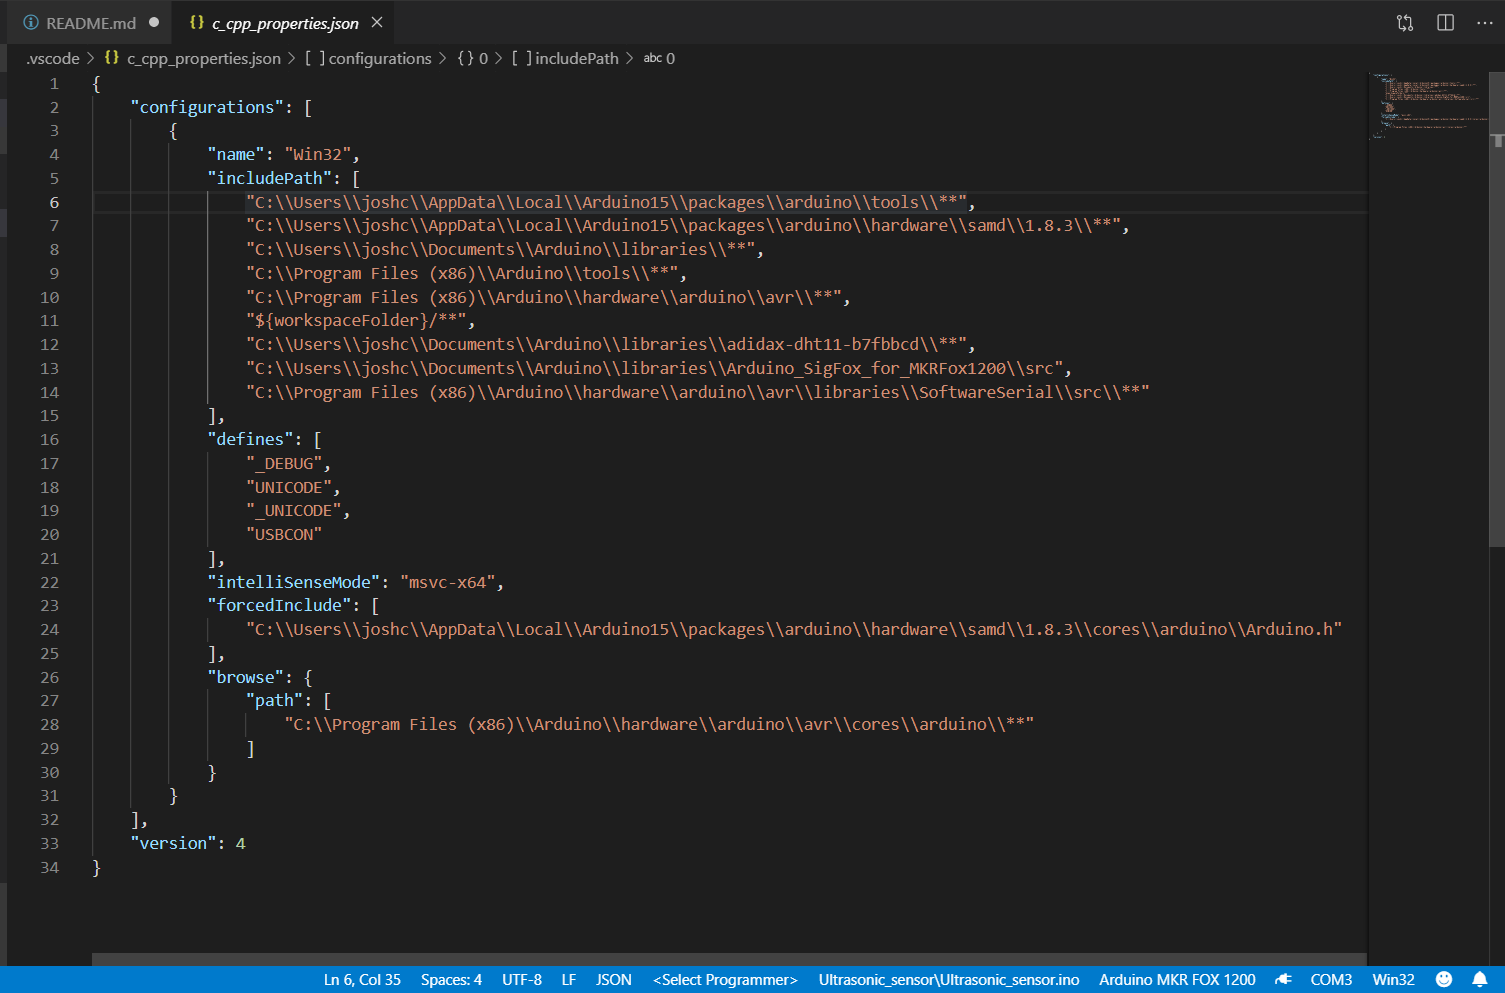 README.md ● {} c_cpp_properties.json ×
.vscode > {} c_cpp_properties.json > [ ] configurations > {} 0 > [ ] includePath > abc 0
1 {
2 "configurations": [
3 {
4 "name": "Win32",
5 "includePath": [
6 "C:\\Users\\joshc\\AppData\\Local\\Arduino15\\packages\\arduino\\tools\\**",
7 "C:\\Users\\joshc\\AppData\\Local\\Arduino15\\packages\\arduino\\hardware\\samd\\1.8.3\\**",
8 "C:\\Users\\joshc\\Documents\\Arduino\\libraries\\**",
9 "C:\\Program Files (x86)\\Arduino\\tools\\**",
10 "C:\\Program Files (x86)\\Arduino\\hardware\\arduino\\avr\\**",
11 "${workspaceFolder}/**",
12 "C:\\Users\\joshc\\Documents\\Arduino\\libraries\\adidax-dht11-b7fbbcd\\**",
13 "C:\\Users\\joshc\\Documents\\Arduino\\libraries\\Arduino_SigFox_for_MKRFox1200\\src",
14 "C:\\Program Files (x86)\\Arduino\\hardware\\arduino\\avr\\libraries\\SoftwareSerial\\src\\**"
15 ],
16 "defines": [
17 "_DEBUG",
18 "UNICODE",
19 "_UNICODE",
20 "USBCON"
21 ],
22 "intelliSenseMode": "msvc-x64",
23 "forcedInclude": [
24 "C:\\Users\\joshc\\AppData\\Local\\Arduino15\\packages\\arduino\\hardware\\samd\\1.8.3\\cores\\arduino\\Arduino.h"
25 ],
26 "browse": {
27 "path": [
28 "C:\\Program Files (x86)\\Arduino\\hardware\\arduino\\avr\\cores\\arduino\\**"
29 ]
30 }
31 }
32 ],
33 "version": 4
34 }
Ln 6, Col 35 Spaces: 4 UTF-8 LF JSON <Select Programmer> Ultrasonic_sensor\Ultrasonic_sensor.ino Arduino MKR FOX 1200 COM3 Win32